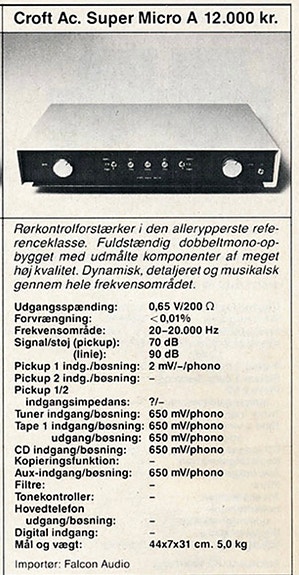 Croft Ac. Super Micro A 12.000 kr.
Rørkontrolforstærker i den allerypperste refe-
renceklasse. Fuldstændig dobbeltmono-op-
bygget med udmålte komponenter af meget
høj kvalitet. Dynamisk, detaljeret og musikalsk
gennem hele frekvensområdet.
Udgangsspænding: 0,65 V/200 Ω
Forvrængning: <0,01%
Frekvensområde: 20–20.000 Hz
Signal/støj (pickup): 70 dB
(linie): 90 dB
Pickup 1 indg./bøsning: 2 mV/–/phono
Pickup 2 indg./bøsning: –
Pickup 1/2
indgangsimpedans: ?/–
Tuner indgang/bøsning: 650 mV/phono
Tape 1 indgang/bøsning: 650 mV/phono
udgang/bøsning: 650 mV/phono
CD indgang/bøsning: 650 mV/phono
Kopieringsfunktion: –
Aux-indgang/bøsning: 650 mV/phono
Filtre: –
Tonekontroller: –
Hovedtelefon
udgang/bøsning: –
Digital indgang: –
Mål og vægt: 44x7x31 cm. 5,0 kg
Importør: Falcon Audio